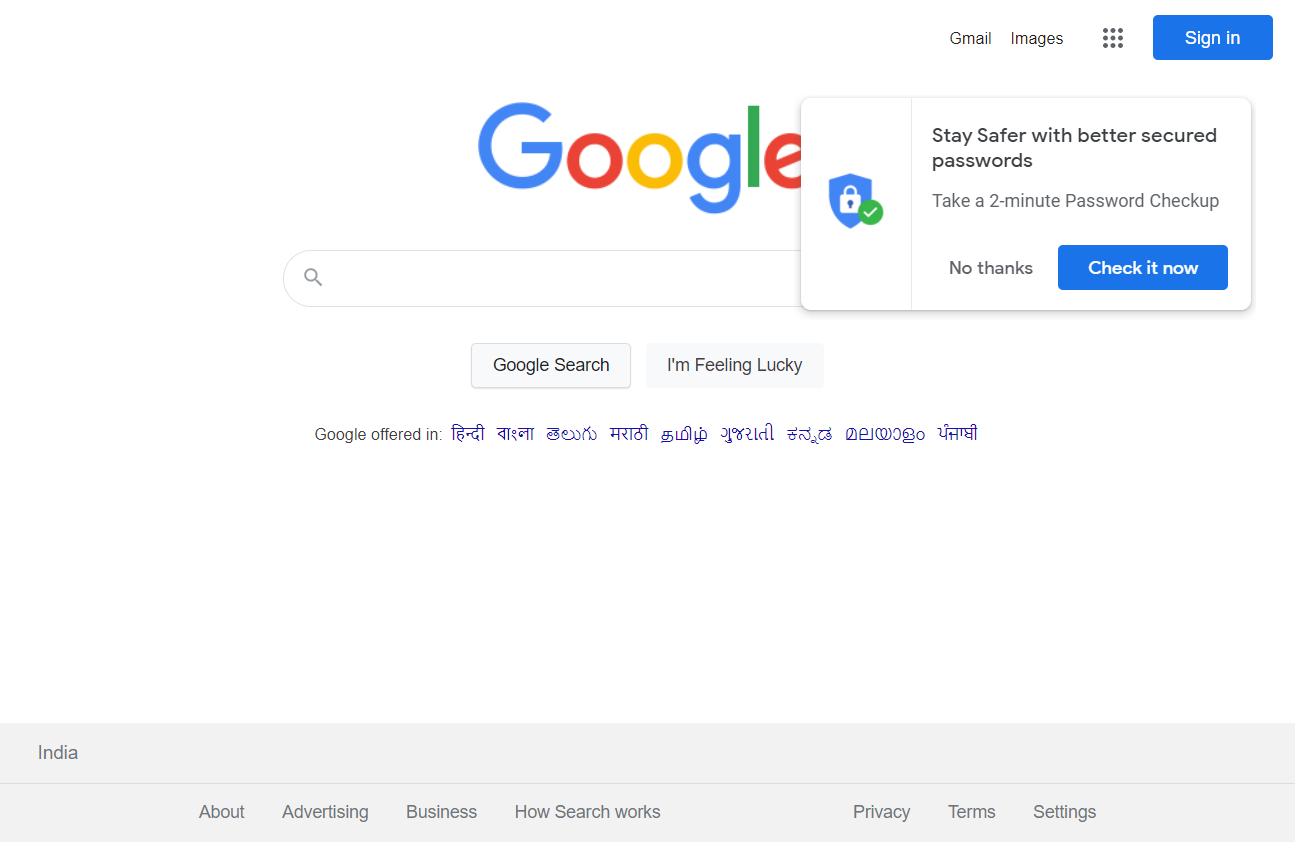 Gmail Images Sign in
Google
Stay Safer with better secured
passwords
Take a 2-minute Password Checkup
No thanks Check it now
Google Search I'm Feeling Lucky
Google offered in: हिन्दी বাংলা తెలుగు मराठी தமிழ் ગુજરાતી ಕನ್ನಡ മലയാളം ਪੰਜਾਬੀ
India
About Advertising Business How Search works Privacy Terms Settings